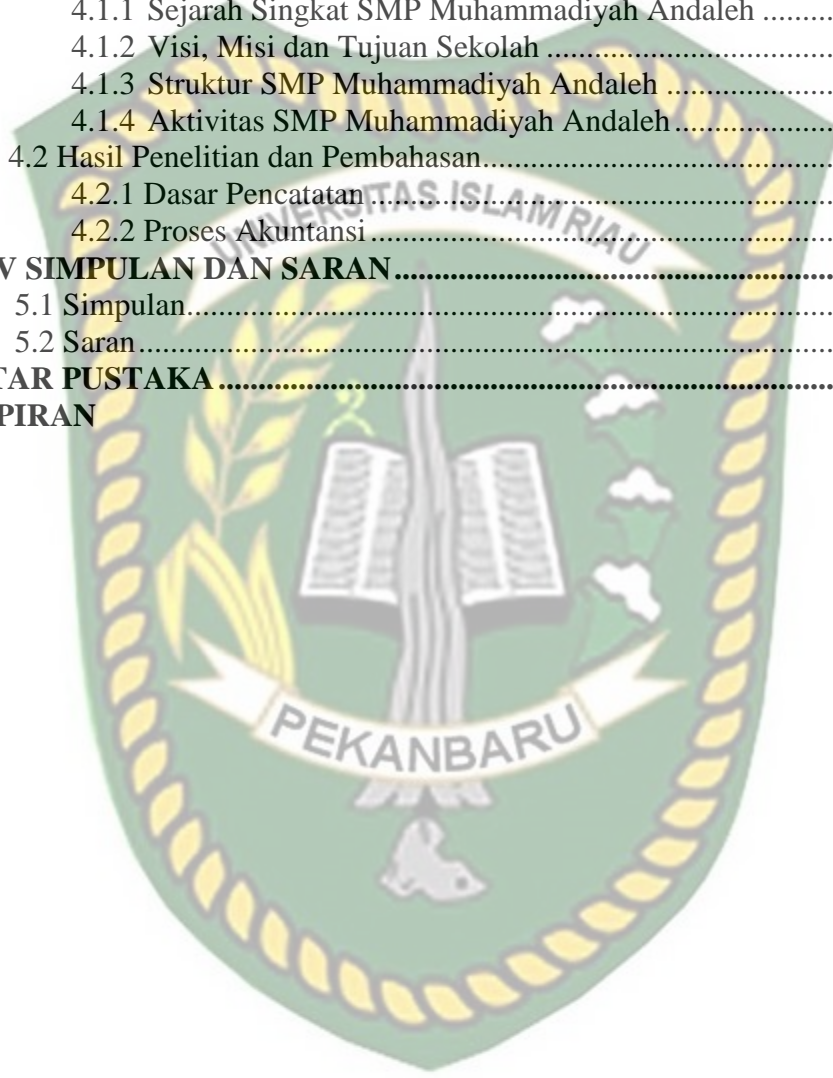 4.1.1 Sejarah Singkat SMP Muhammadiyah Andaleh ..........
4.1.2 Visi, Misi dan Tujuan Sekolah ........................................
4.1.3 Struktur SMP Muhammadiyah Andaleh ........................
4.1.4 Aktivitas SMP Muhammadiyah Andaleh.......................
4.2 Hasil Penelitian dan Pembahasan..............................................
4.2.1 Dasar Pencatatan ..............................................................
4.2.2 Proses Akuntansi ..............................................................
UNIVERSITAS ISLAM RIAU
V SIMPULAN DAN SARAN............................................................
5.1 Simpulan.....................................................................................
5.2 Saran............................................................................................
TAR PUSTAKA....................................................................................
PIRAN
PEKANBARU